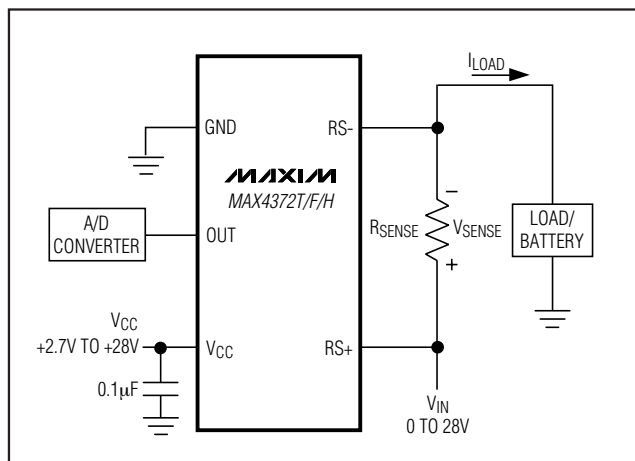 I_LOAD
GND
RS-
MAXIM
MAX4372T/F/H
−
R_SENSE
V_SENSE
LOAD/
BATTERY
A/D
CONVERTER
OUT
+
V_CC
+2.7V TO +28V
V_CC
RS+
0.1μF
V_IN
0 TO 28V